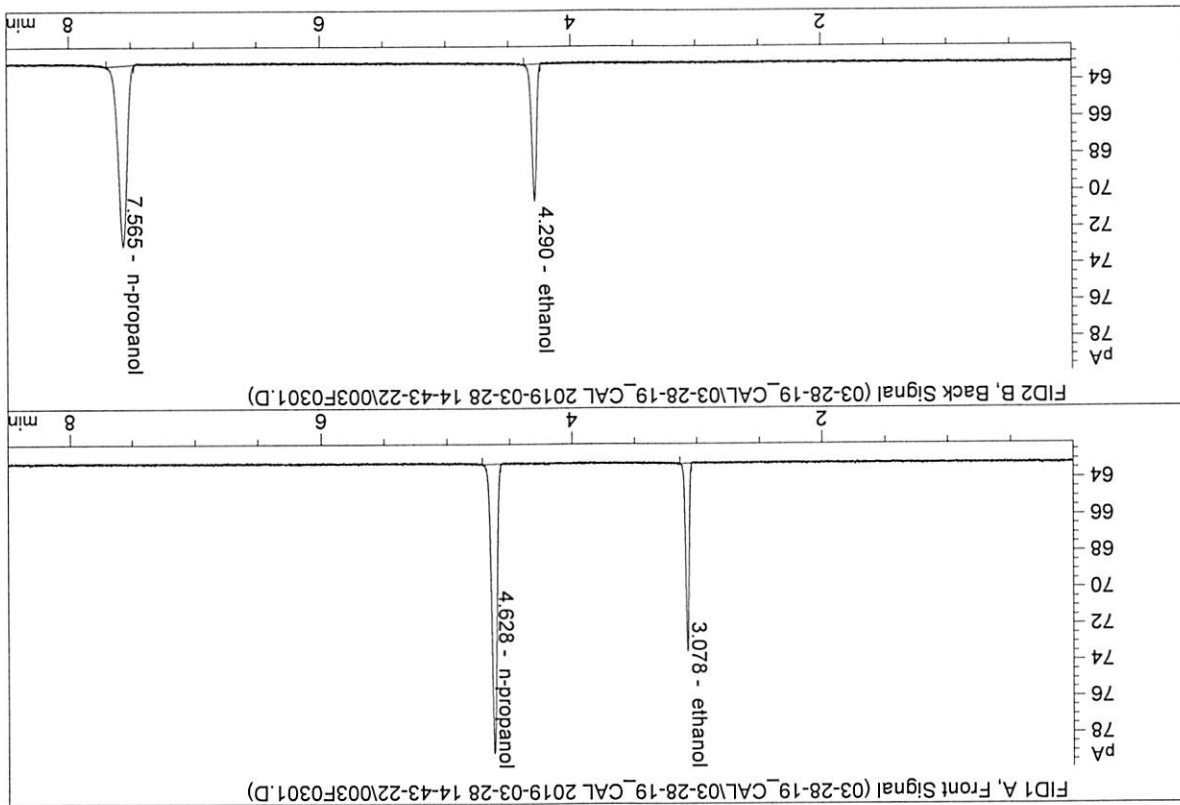 FID1 A, Front Signal (03-28-19_CAL\03-28-19_CAL 2019-03-28 14-43-22\003F0301.D)
pA
78
76
74
72
70
68
66
64
3.078 - ethanol
4.628 - n-propanol
2
4
6
8
min
FID2 B, Back Signal (03-28-19_CAL\03-28-19_CAL 2019-03-28 14-43-22\003F0301.D)
pA
78
76
74
72
70
68
66
64
4.290 - ethanol
7.565 - n-propanol
2
4
6
8
min